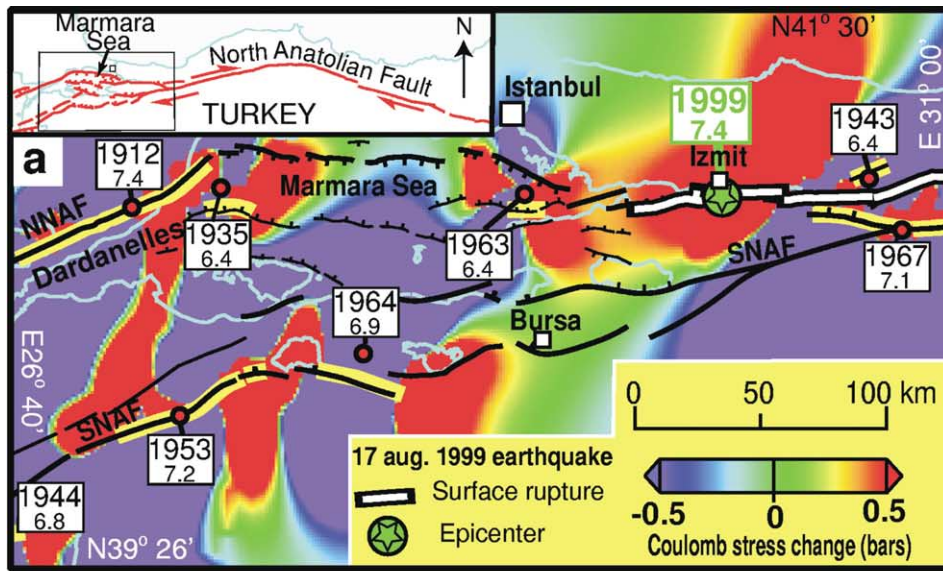 Marmara
Sea
North Anatolian Fault
N
TURKEY
N41° 30'
E 31° 00'
a
Istanbul
1999
7.4
Izmit
1943
6.4
1912
7.4
NNAF
Marmara Sea
Dardanelles
1935
6.4
1963
6.4
SNAF
1967
7.1
1964
6.9
Bursa
E26° 40'
SNAF
1953
7.2
1944
6.8
N39° 26'
0 50 100 km
17 aug. 1999 earthquake
Surface rupture
Epicenter
-0.5 0 0.5
Coulomb stress change (bars)